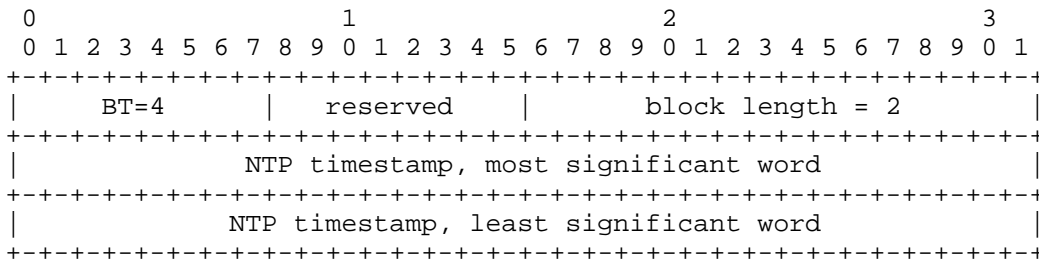 0                   1                   2                   3
0 1 2 3 4 5 6 7 8 9 0 1 2 3 4 5 6 7 8 9 0 1 2 3 4 5 6 7 8 9 0 1
+-+-+-+-+-+-+-+-+-+-+-+-+-+-+-+-+-+-+-+-+-+-+-+-+-+-+-+-+-+-+-+-+
|     BT=4      |   reserved    |       block length = 2        |
+-+-+-+-+-+-+-+-+-+-+-+-+-+-+-+-+-+-+-+-+-+-+-+-+-+-+-+-+-+-+-+-+
|              NTP timestamp, most significant word             |
+-+-+-+-+-+-+-+-+-+-+-+-+-+-+-+-+-+-+-+-+-+-+-+-+-+-+-+-+-+-+-+-+
|             NTP timestamp, least significant word             |
+-+-+-+-+-+-+-+-+-+-+-+-+-+-+-+-+-+-+-+-+-+-+-+-+-+-+-+-+-+-+-+-+